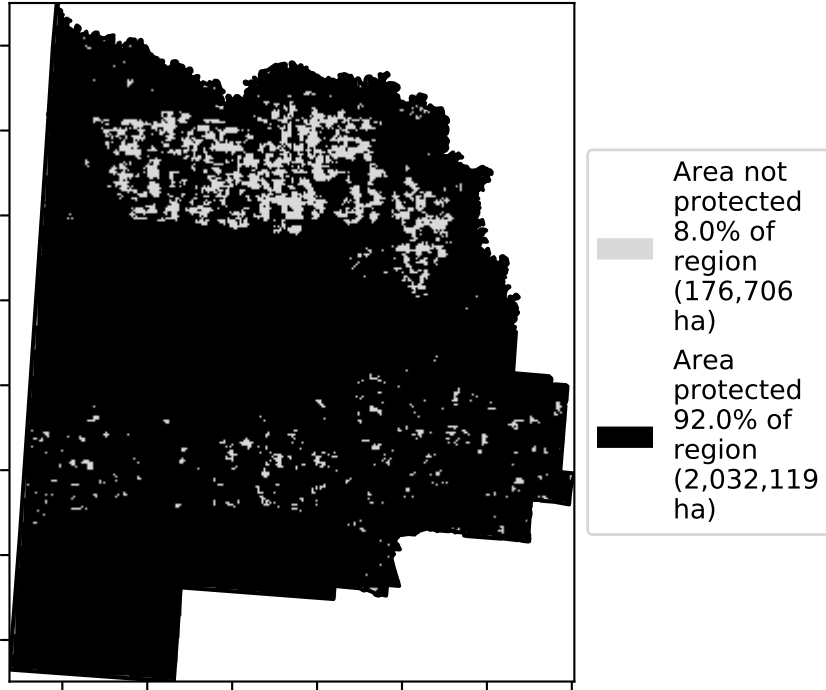 Area not
protected
8.0% of
region
(176,706
ha)
Area
protected
92.0% of
region
(2,032,119
ha)